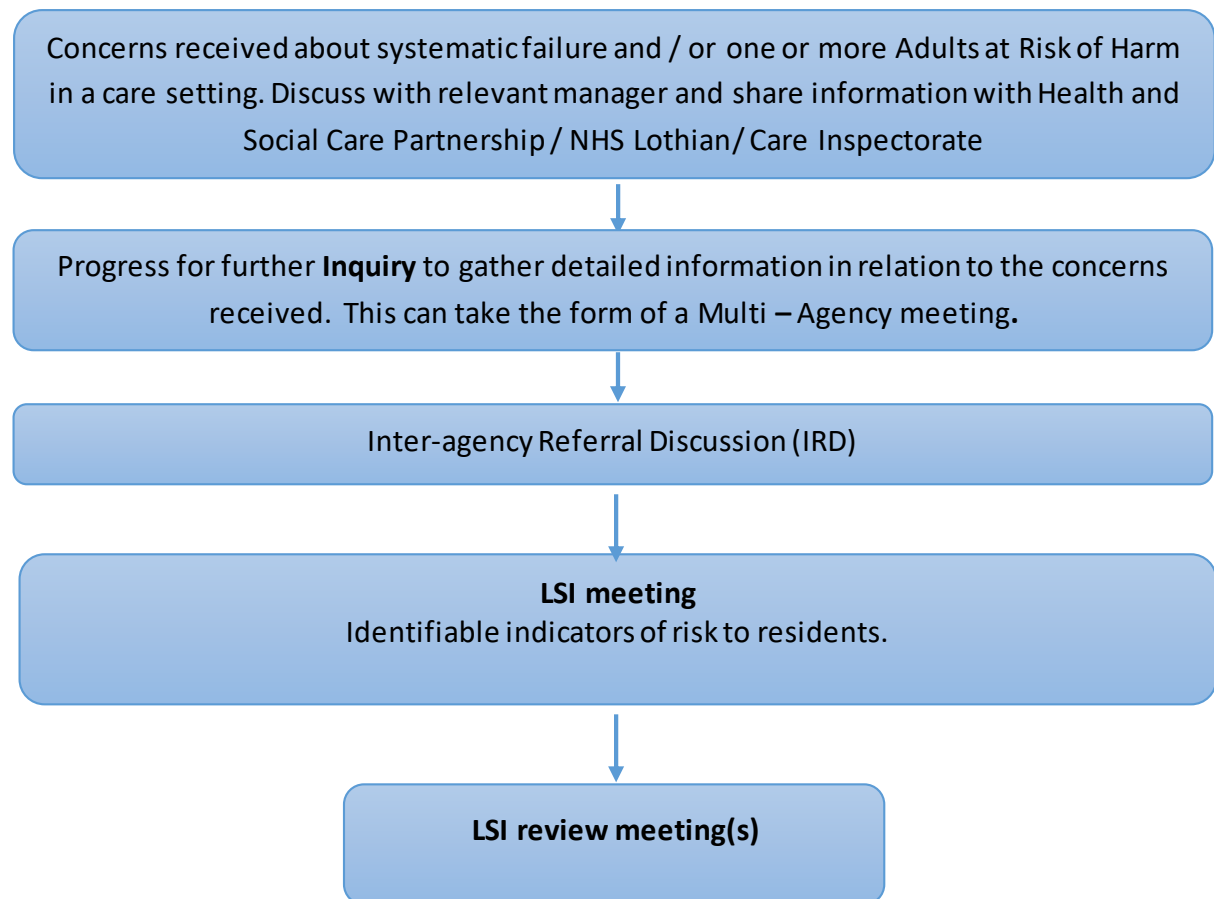 Concerns received about systematic failure and / or one or more Adults at Risk of Harm
in a care setting. Discuss with relevant manager and share information with Health and
Social Care Partnership / NHS Lothian/ Care Inspectorate
Progress for further Inquiry to gather detailed information in relation to the concerns
received. This can take the form of a Multi – Agency meeting.
Inter-agency Referral Discussion (IRD)
LSI meeting
Identifiable indicators of risk to residents.
LSI review meeting(s)